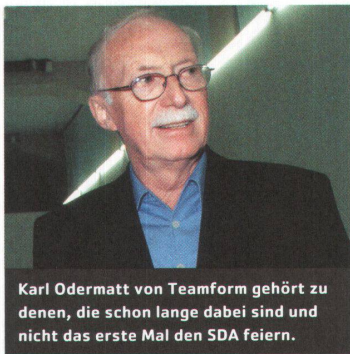 Karl Odermatt von Teamform gehört zu
denen, die schon lange dabei sind und
nicht das erste Mal den SDA feiern.